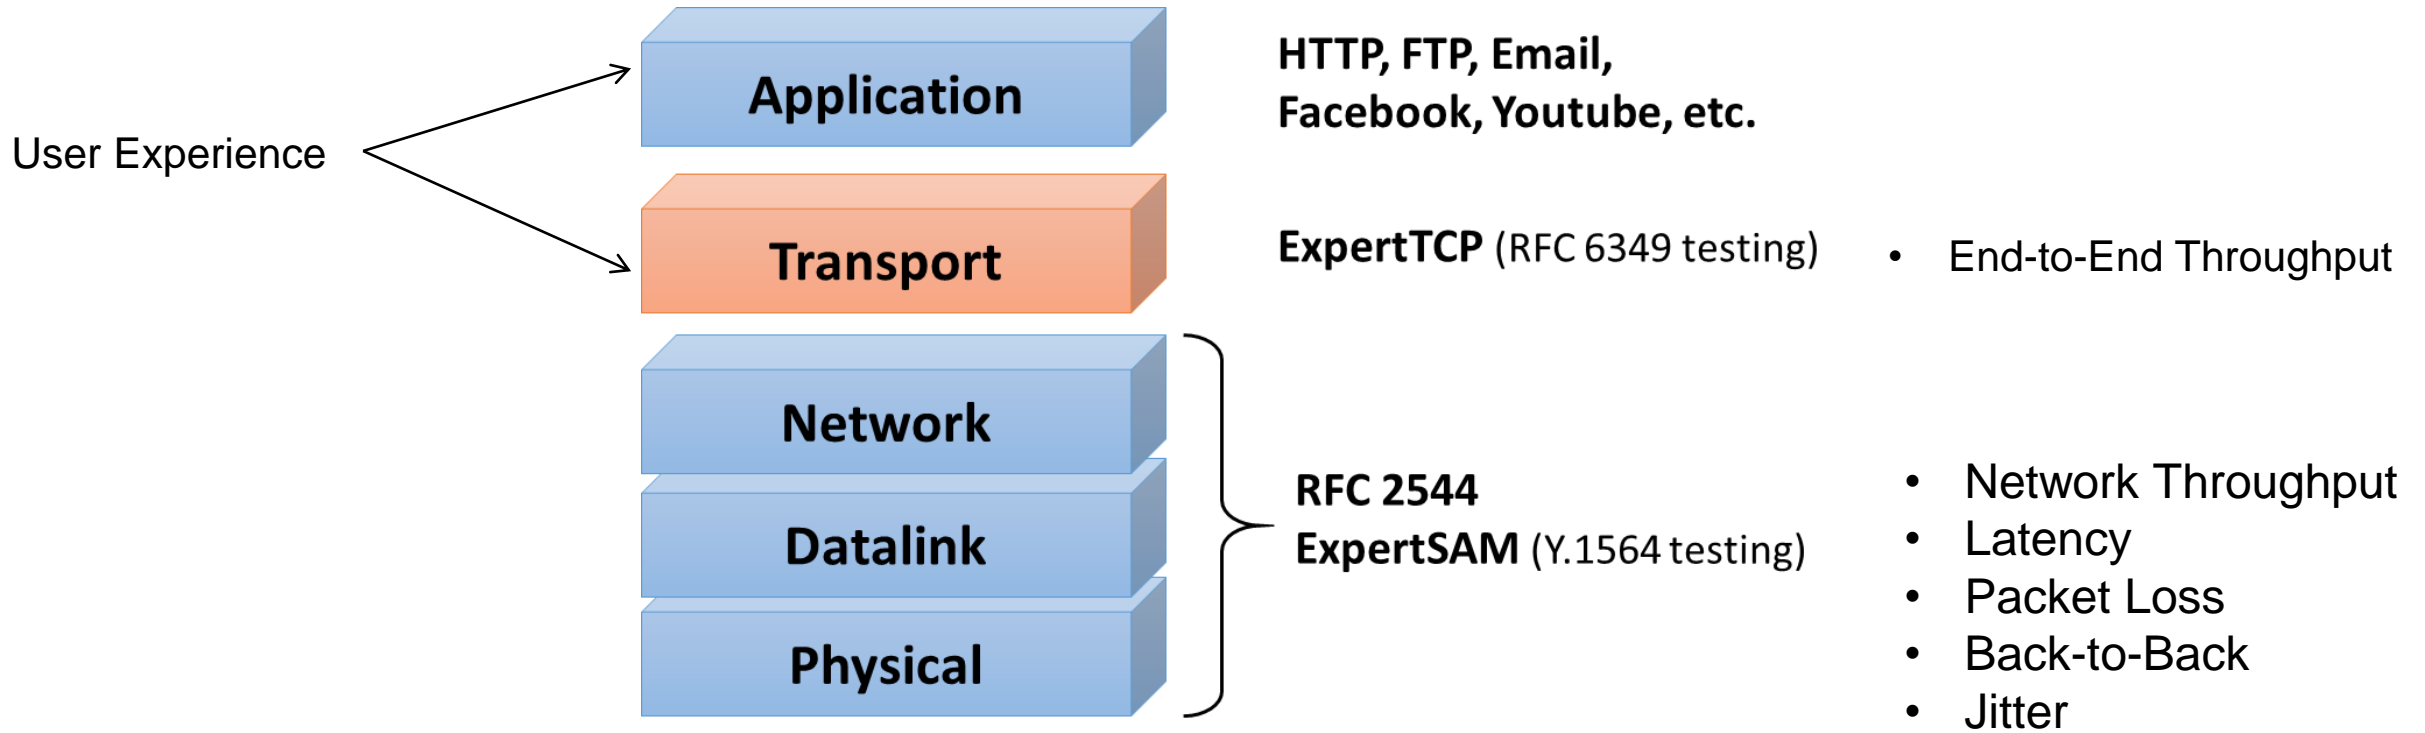 User Experience
Application
HTTP, FTP, Email,
Facebook, Youtube, etc.
Transport
ExpertTCP (RFC 6349 testing)
• End-to-End Throughput
Network
Datalink
Physical
RFC 2544
ExpertSAM (Y.1564 testing)
• Network Throughput
• Latency
• Packet Loss
• Back-to-Back
• Jitter